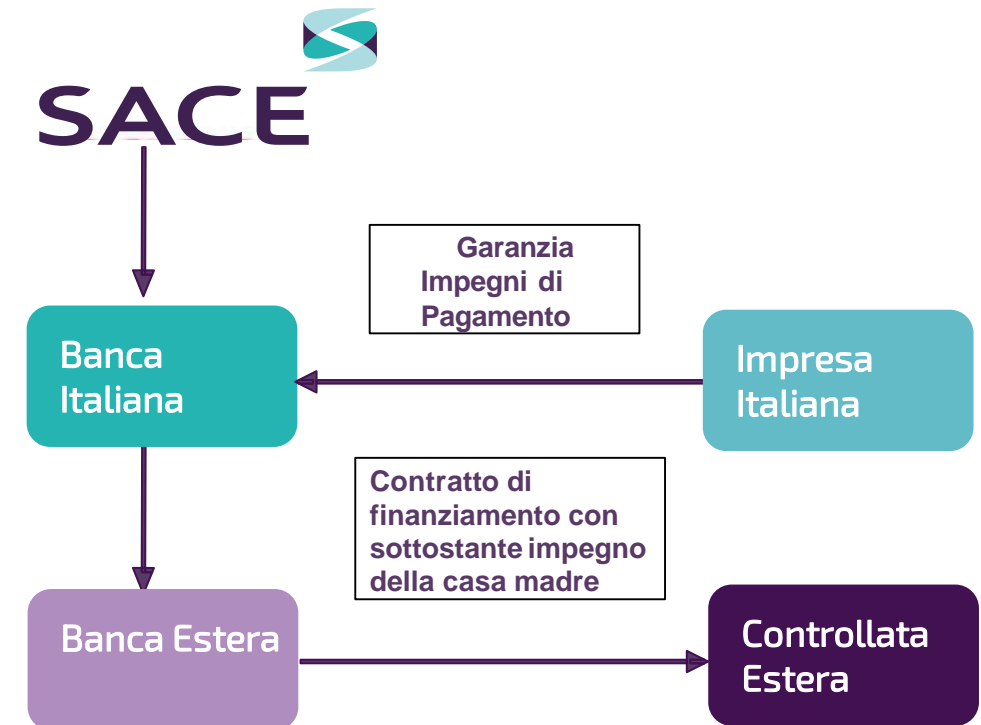 SACE
Garanzia
Impegni di
Pagamento
Banca
Italiana
Impresa
Italiana
Contratto di
finanziamento con
sottostante impegno
della casa madre
Banca Estera
Controllata
Estera